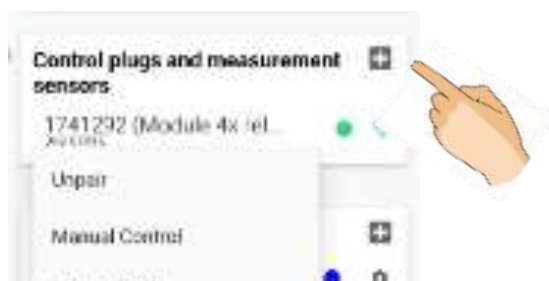 Control plugs and measurement
sensors
1741292 (Module 4x rel...
Unpair
Manual Control